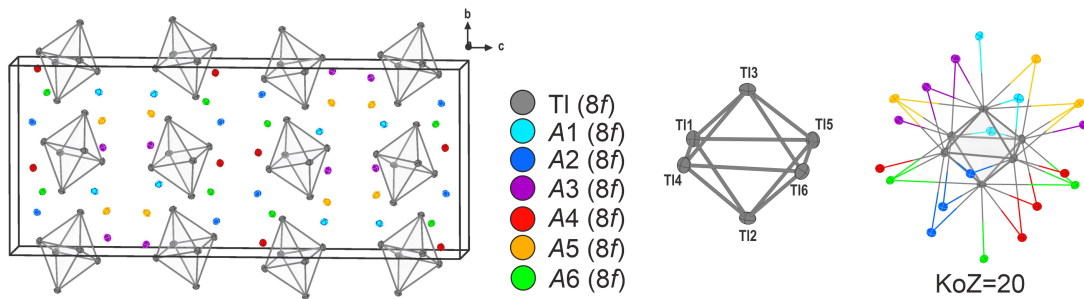 b
c
Tl (8f)
A1 (8f)
A2 (8f)
A3 (8f)
A4 (8f)
A5 (8f)
A6 (8f)
Tl3
Tl1
Tl5
Tl4
Tl6
Tl2
KoZ=20